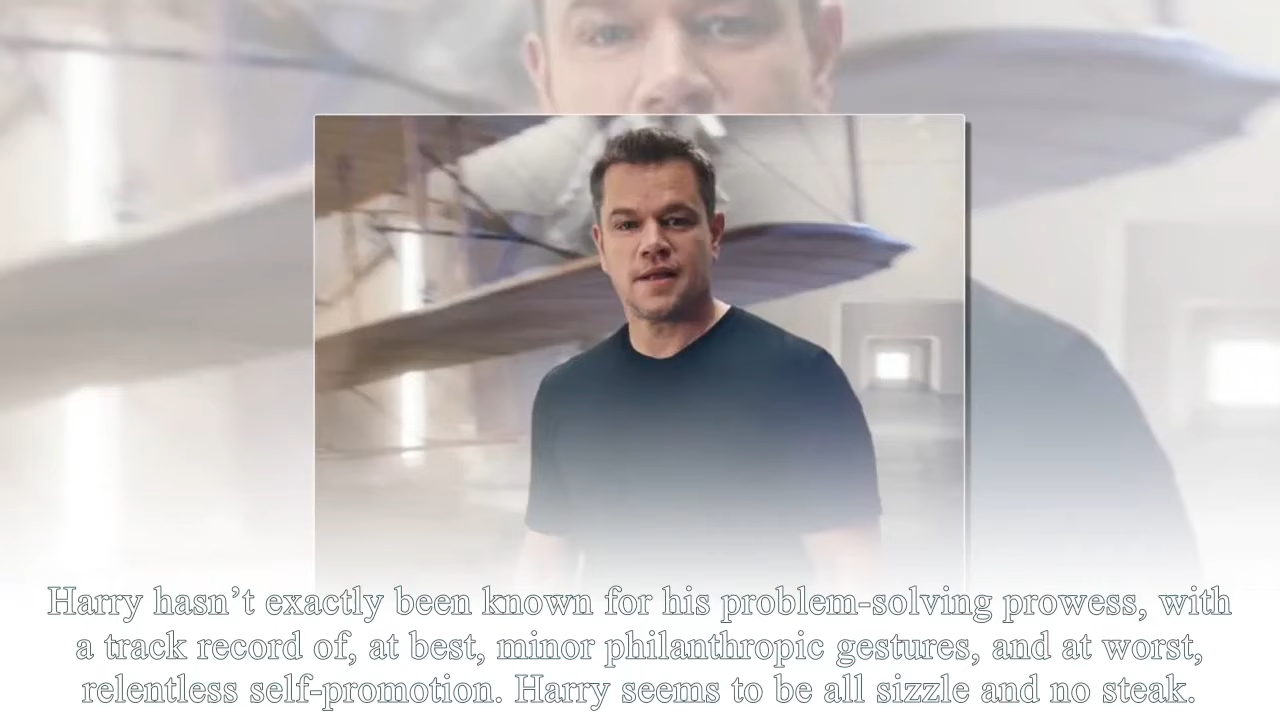 Harry hasn’t exactly been known for his problem-solving prowess, with
a track record of, at best, minor philanthropic gestures, and at worst,
relentless self-promotion. Harry seems to be all sizzle and no steak.